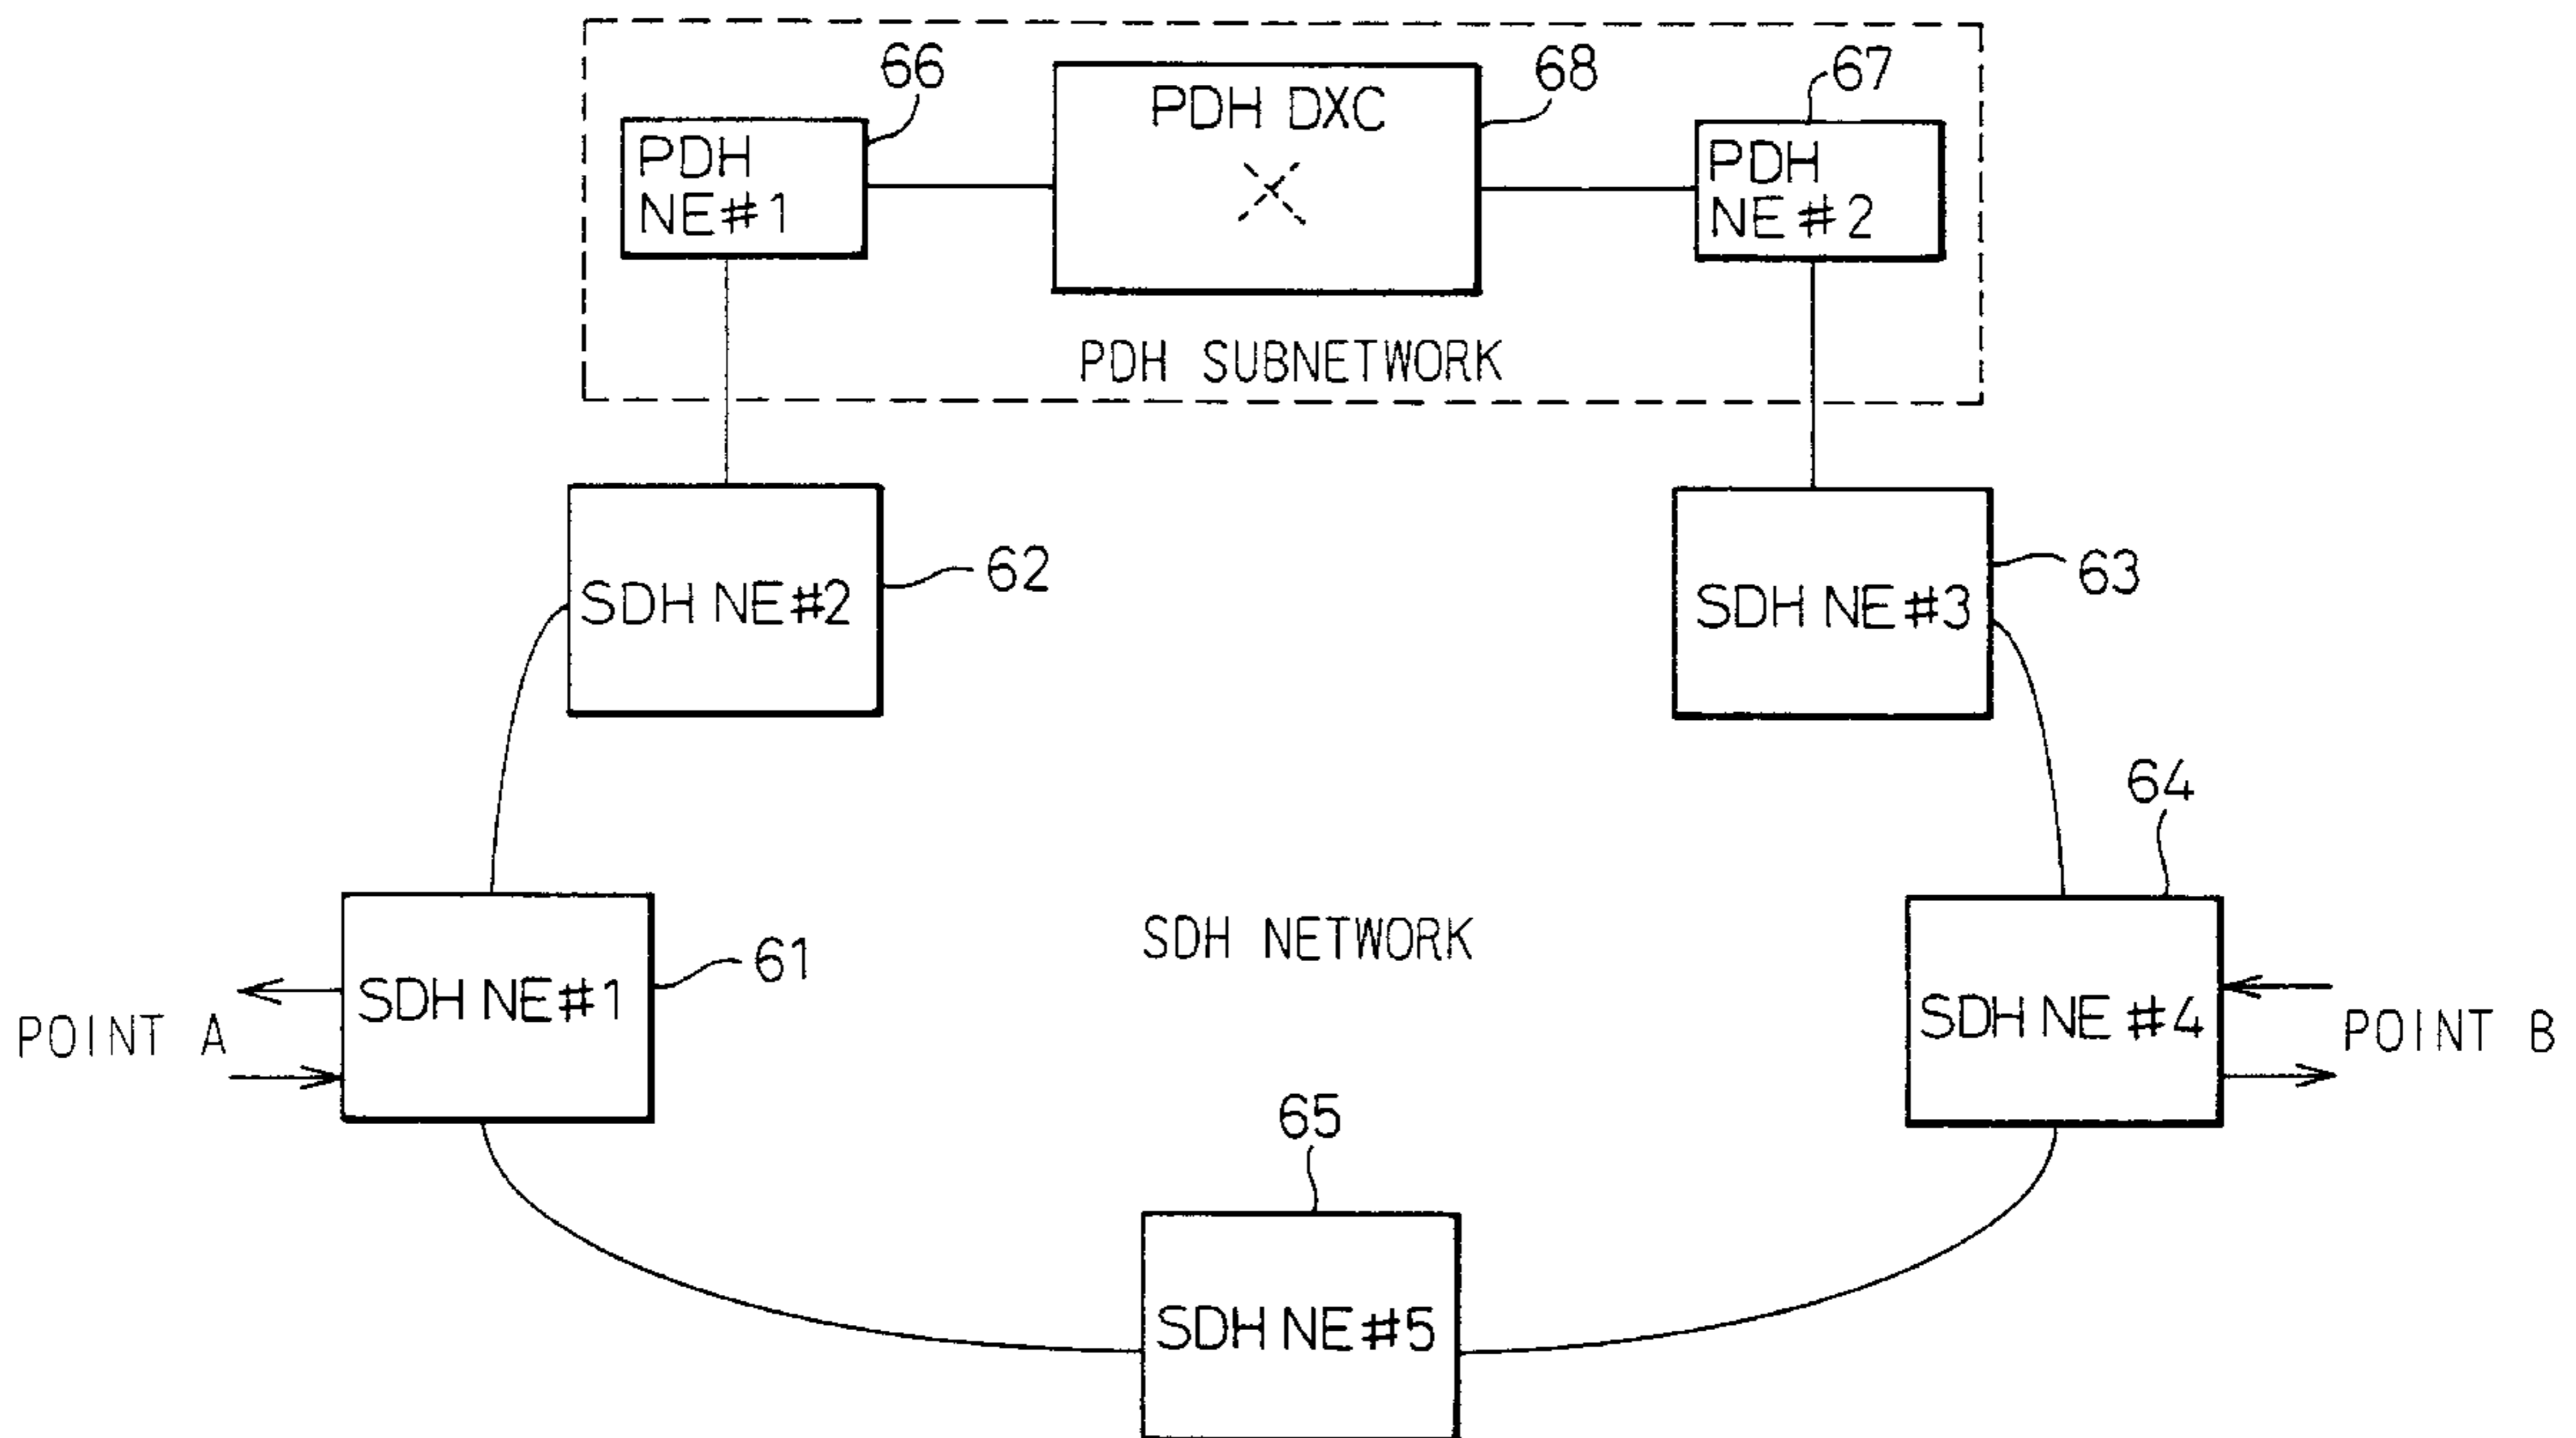 66
68
67
PDH DXC
PDH
NE#1
PDH
NE#2
PDH SUBNETWORK
62
63
SDH NE#2
SDH NE#3
64
61
SDH NETWORK
SDH NE#1
SDH NE #4
POINT A
POINT B
65
SDH NE#5